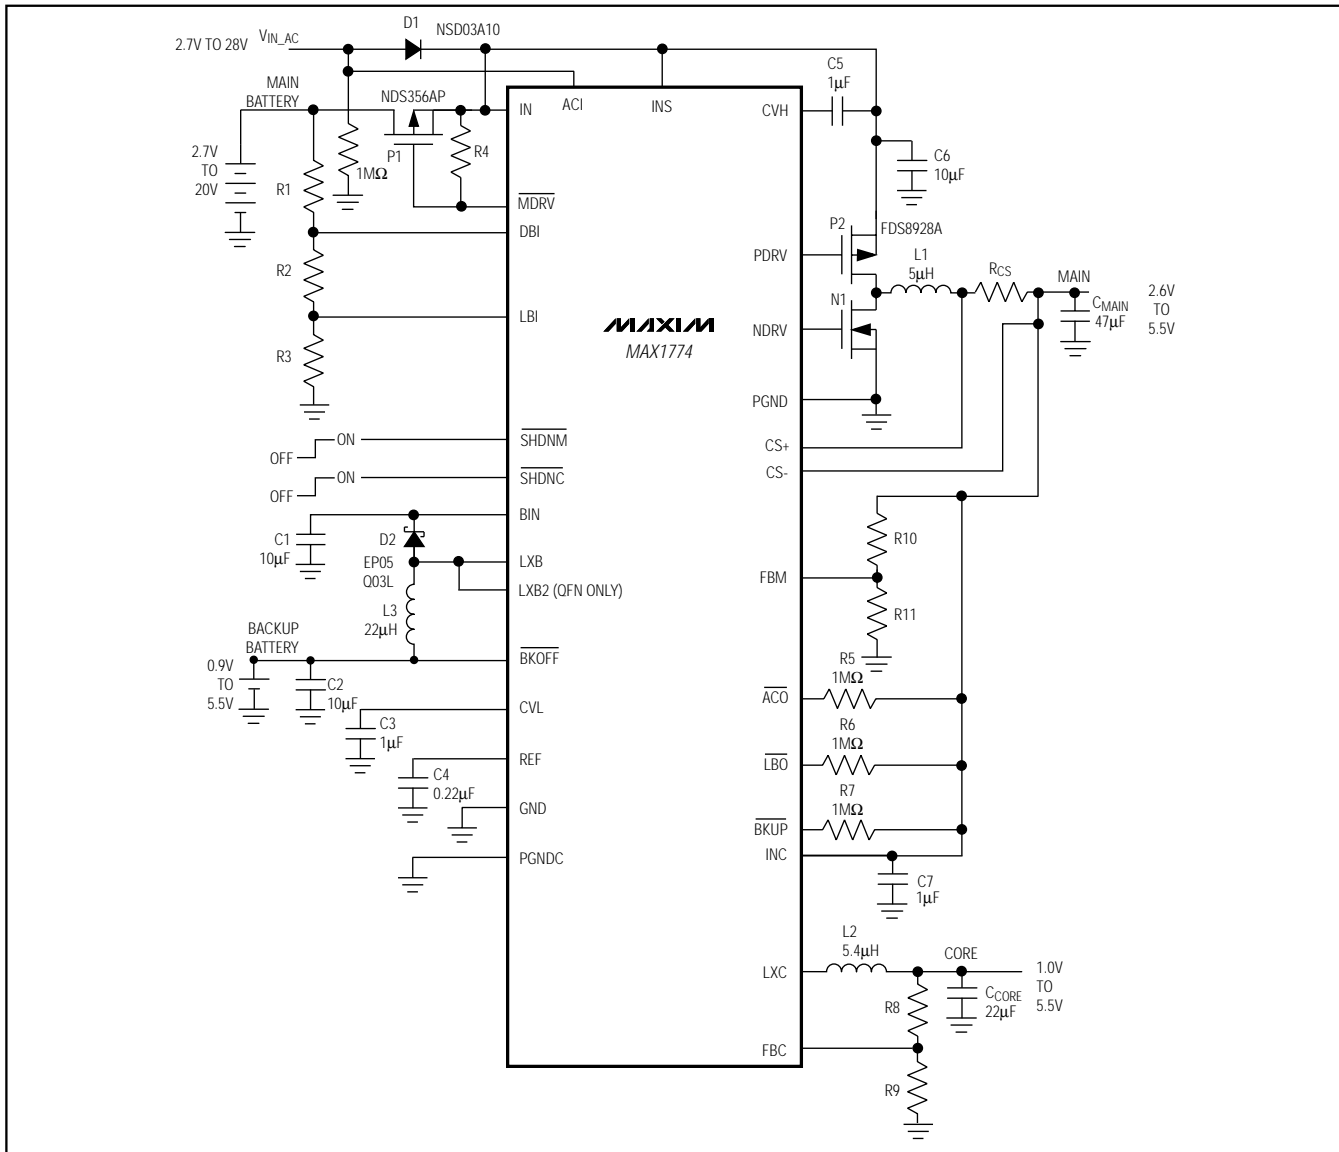 D1
NSD03A10
2.7V TO 28V
VIN_AC
MAIN
BATTERY
NDS356AP
IN
ACI
INS
CVH
C5
1µF
2.7V
TO
20V
R1
1MΩ
P1
R4
MDRV
C6
10µF
DBI
P2
FDS8928A
PDRV
R2
L1
5µH
RCS
MAIN
LBI
N1
NDRV
CMAIN
47µF
2.6V
TO
5.5V
MAXIM
MAX1774
R3
PGND
ON
OFF
SHDNM
CS+
ON
OFF
SHDNC
CS-
BIN
C1
10µF
D2
EP05
Q03L
LXB
LXB2 (QFN ONLY)
R10
FBM
R11
L3
22µH
BACKUP
BATTERY
BKOFF
0.9V
TO
5.5V
C2
10µF
R5
1MΩ
ACO
CVL
C3
1µF
R6
1MΩ
LBO
REF
C4
0.22µF
R7
1MΩ
BKUP
GND
INC
PGNDC
C7
1µF
L2
5.4µH
CORE
LXC
1.0V
TO
5.5V
CCORE
22µF
R8
FBC
R9